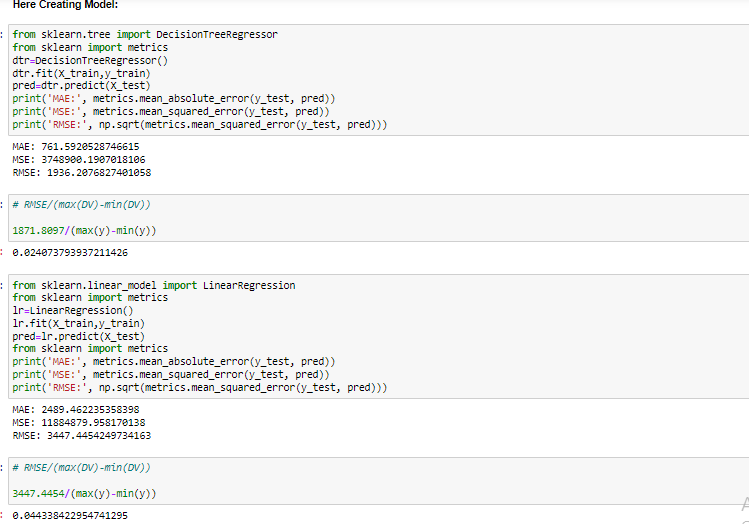 Here Creating Model:
from sklearn.tree import DecisionTreeRegressor
from sklearn import metrics
dtr=DecisionTreeRegressor()
dtr.fit(X_train,y_train)
pred=dtr.predict(X_test)
print('MAE:', metrics.mean_absolute_error(y_test, pred))
print('MSE:', metrics.mean_squared_error(y_test, pred))
print('RMSE:', np.sqrt(metrics.mean_squared_error(y_test, pred)))
MAE: 761.5920528746615
MSE: 3748900.1907018106
RMSE: 1936.2076827401058
# RMSE/(max(DV)-min(DV))
1871.8097/(max(y)-min(y))
0.024073793937211426
from sklearn.linear_model import LinearRegression
from sklearn import metrics
lr=LinearRegression()
lr.fit(X_train,y_train)
pred=lr.predict(X_test)
from sklearn import metrics
print('MAE:', metrics.mean_absolute_error(y_test, pred))
print('MSE:', metrics.mean_squared_error(y_test, pred))
print('RMSE:', np.sqrt(metrics.mean_squared_error(y_test, pred)))
MAE: 2489.462235358398
MSE: 11884879.958170138
RMSE: 3447.4454249734163
# RMSE/(max(DV)-min(DV))
3447.4454/(max(y)-min(y))
0.044338422954741295